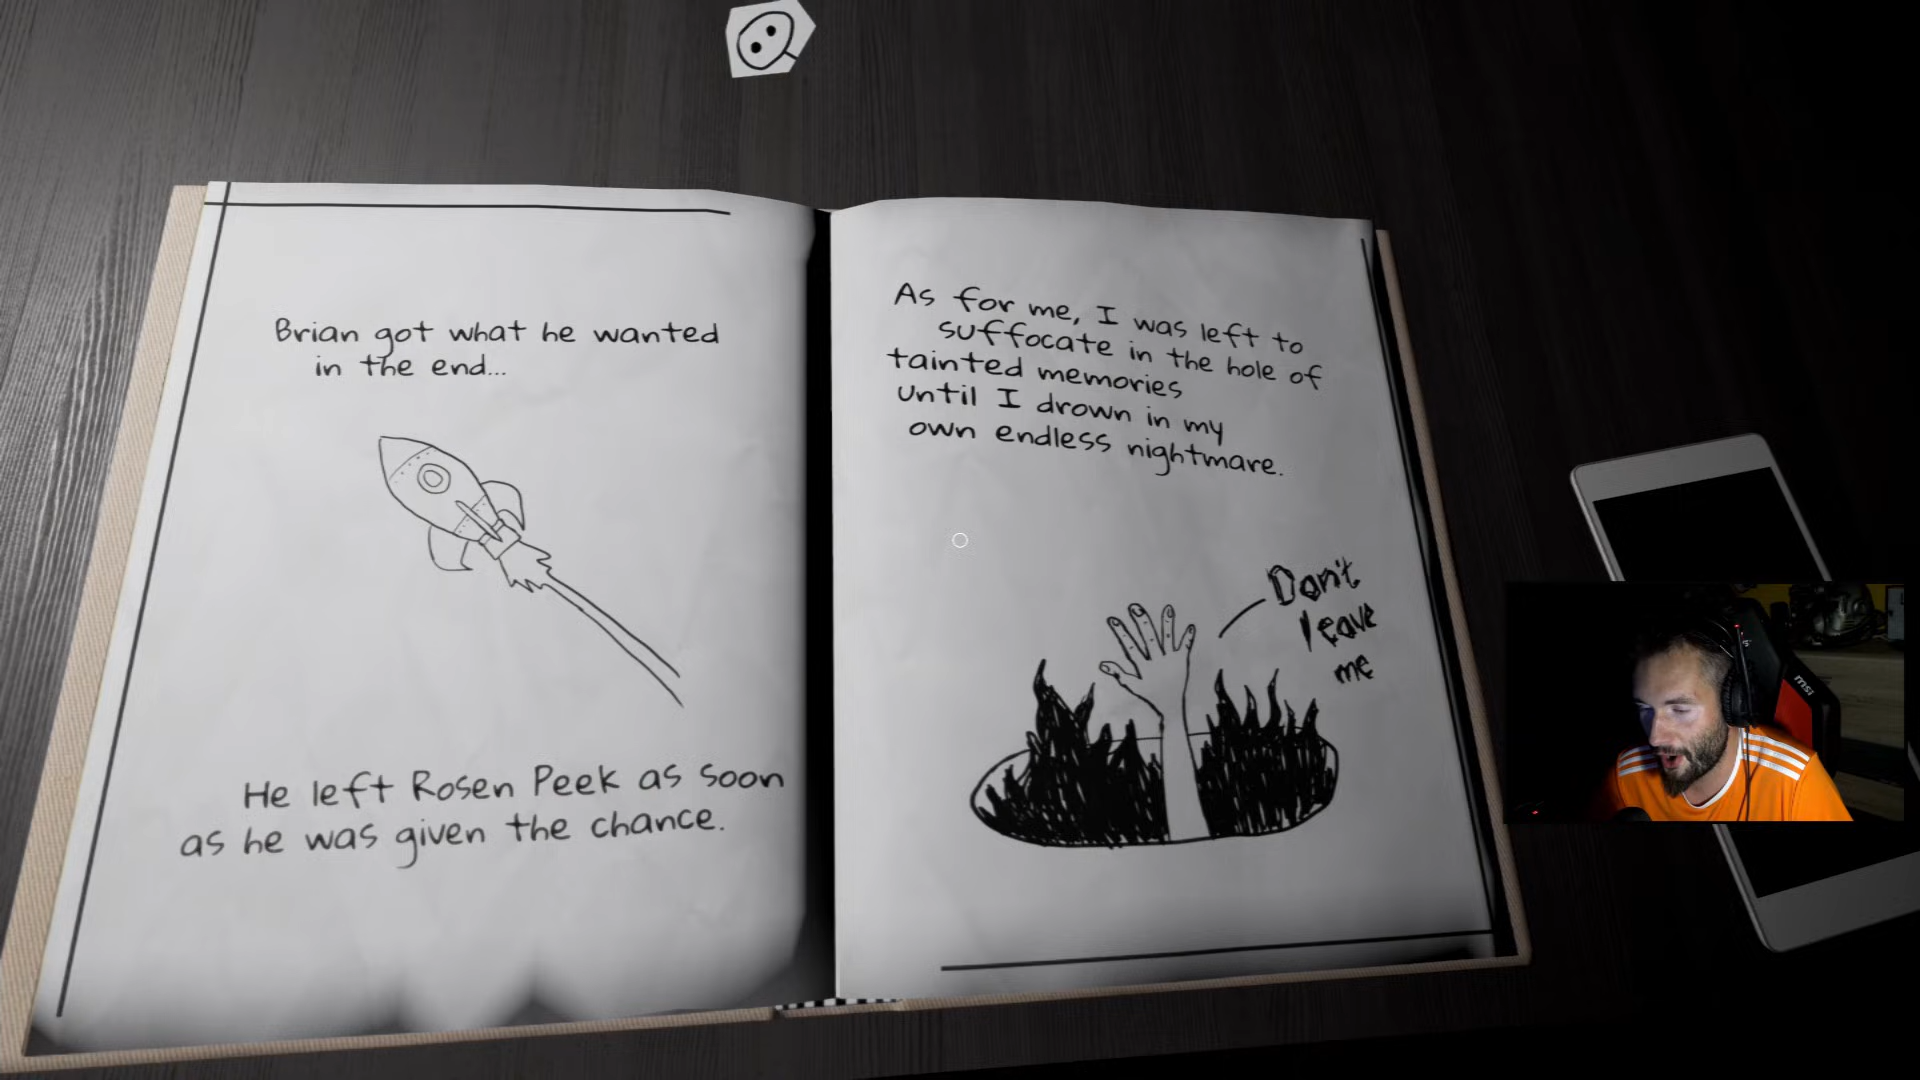 Brian got what he wanted
in the end...
He left Rosen Peek as soon
as he was given the chance.
As for me, I was left to
suffocate in the hole of
tainted memories
until I drown in my
own endless nightmare.
Don't
leave
me
msi